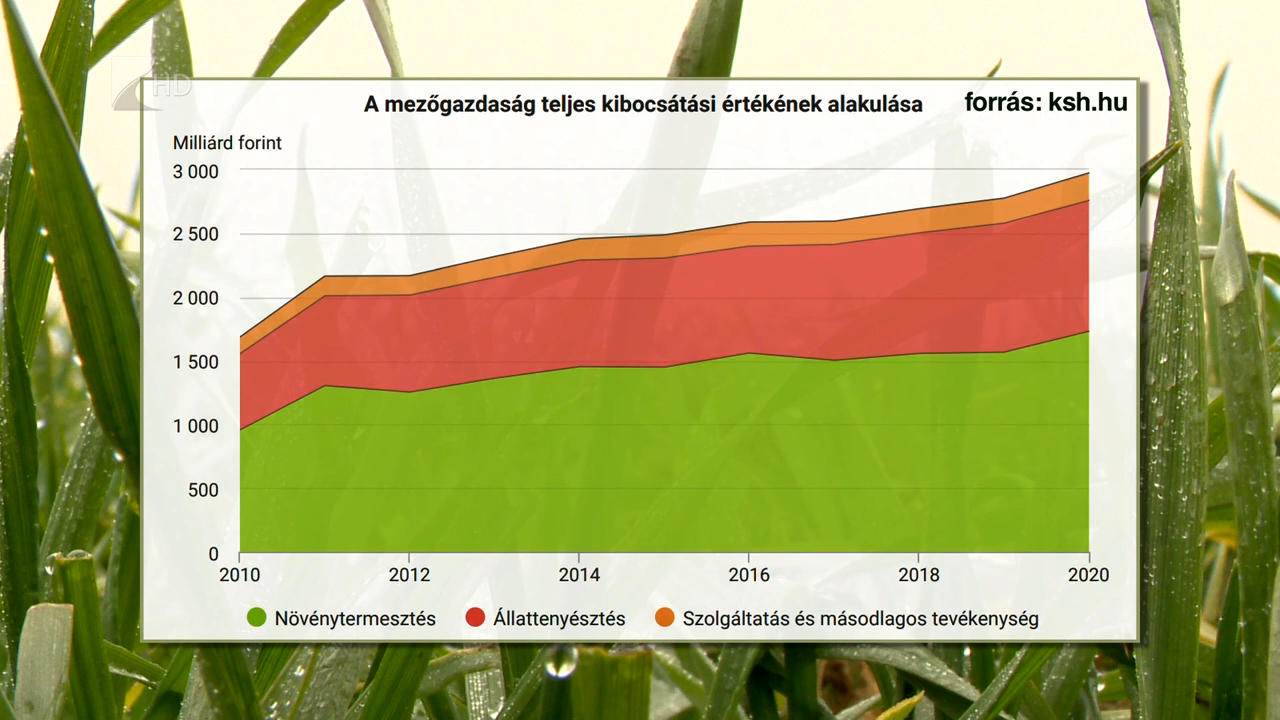 HD
A mezőgazdaság teljes kibocsátási értékének alakulása
forrás: ksh.hu
Milliárd forint
3 000
2 500
2 000
1 500
1 000
500
0
2010 2012 2014 2016 2018 2020
Növénytermesztés Állattenyésztés Szolgáltatás és másodlagos tevékenység